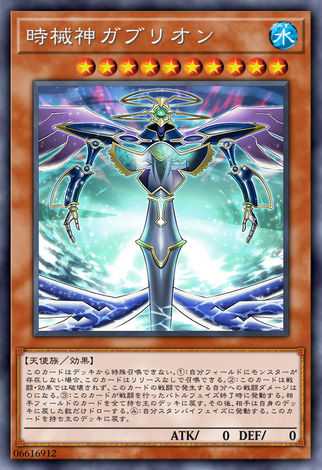 時械神ガブリオン
水
【天使族／効果】
このカードはデッキから特殊召喚できない。①：自分フィールドにモンスターが
存在しない場合、このカードはリリースなしで召喚できる。②：このカードは戦
闘・効果では破壊されず、このカードの戦闘で発生する自分への戦闘ダメージは
０になる。③：このカードが戦闘を行ったバトルフェイズ終了時に発動する。相
手フィールドのカードを全て持ち主のデッキに戻す。その後、相手は自身のデッ
キに戻した数だけドローする。④：自分スタンバイフェイズに発動する。このカー
ドを持ち主のデッキに戻す。
ATK/ 0 DEF/ 0
06616912